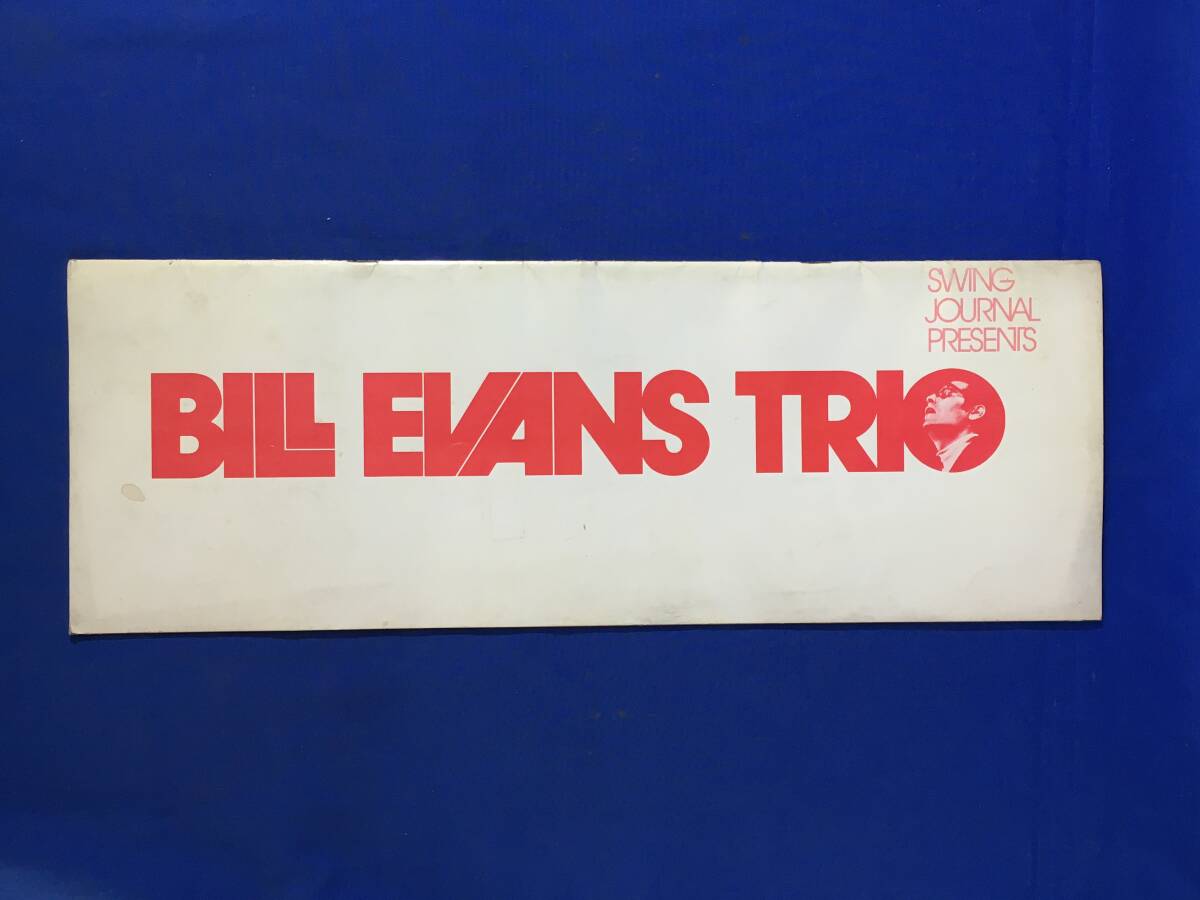 SWING
JOURNAL
PRESENTS
BILL EVANS TRIO